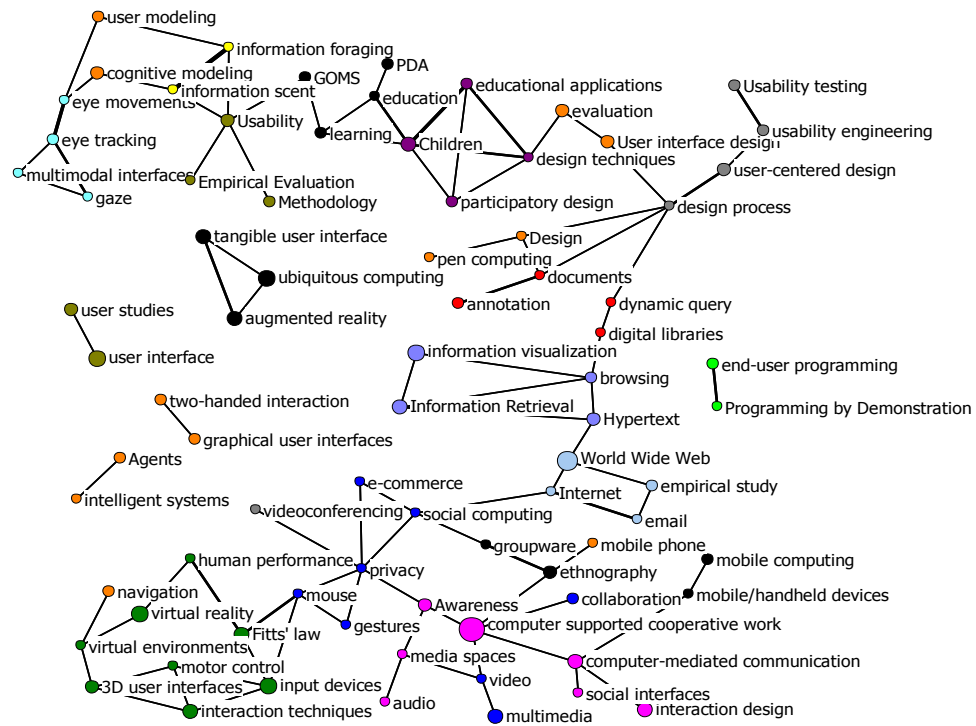 user modeling
information foraging
cognitive modeling
GOMS
PDA
information scent
educational applications
Usability testing
eye movements
education
evaluation
Usability
learning
usability engineering
eye tracking
Children
User interface design
design techniques
user-centered design
multimodal interfaces
Empirical Evaluation
gaze
Methodology
participatory design
design process
tangible user interface
Design
pen computing
ubiquitous computing
documents
annotation
dynamic query
user studies
augmented reality
digital libraries
user interface
information visualization
end-user programming
browsing
two-handed interaction
Information Retrieval
Programming by Demonstration
graphical user interfaces
Hypertext
Agents
World Wide Web
intelligent systems
e-commerce
empirical study
Internet
videoconferencing
social computing
email
groupware
mobile phone
human performance
privacy
ethnography
mobile computing
navigation
mouse
mobile/handheld devices
virtual reality
Awareness
collaboration
Fitts' law
gestures
computer supported cooperative work
virtual environments
motor control
media spaces
computer-mediated communication
3D user interfaces
input devices
video
social interfaces
audio
interaction techniques
multimedia
interaction design